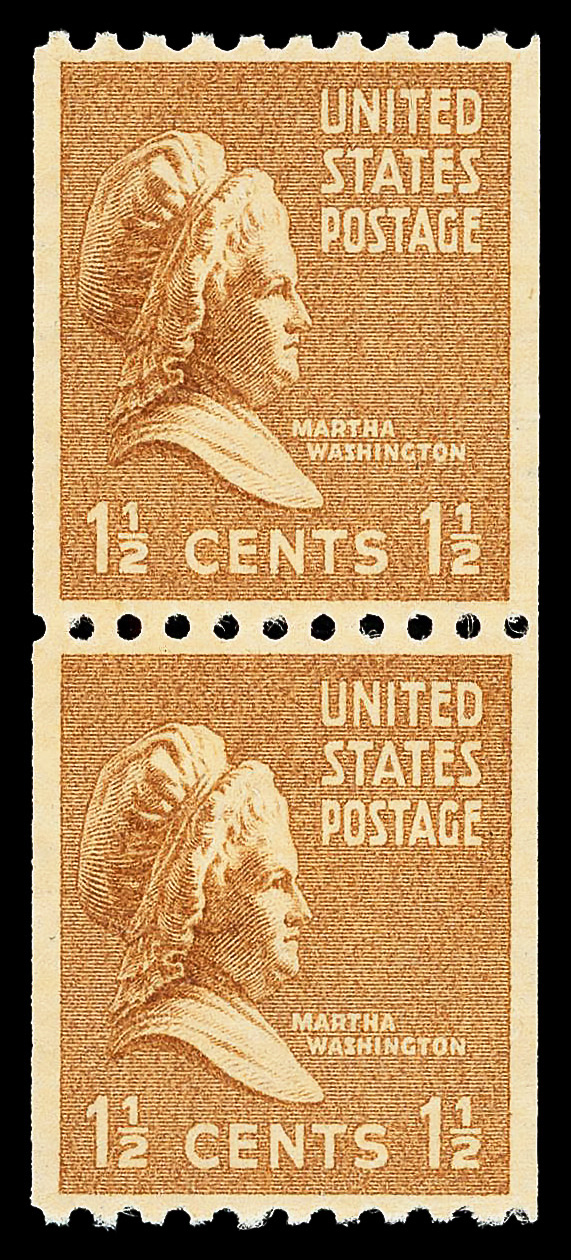 UNITED
STATES
POSTAGE
MARTHA
WASHINGTON
1½ CENTS 1½
UNITED
STATES
POSTAGE
MARTHA
WASHINGTON
1½ CENTS 1½